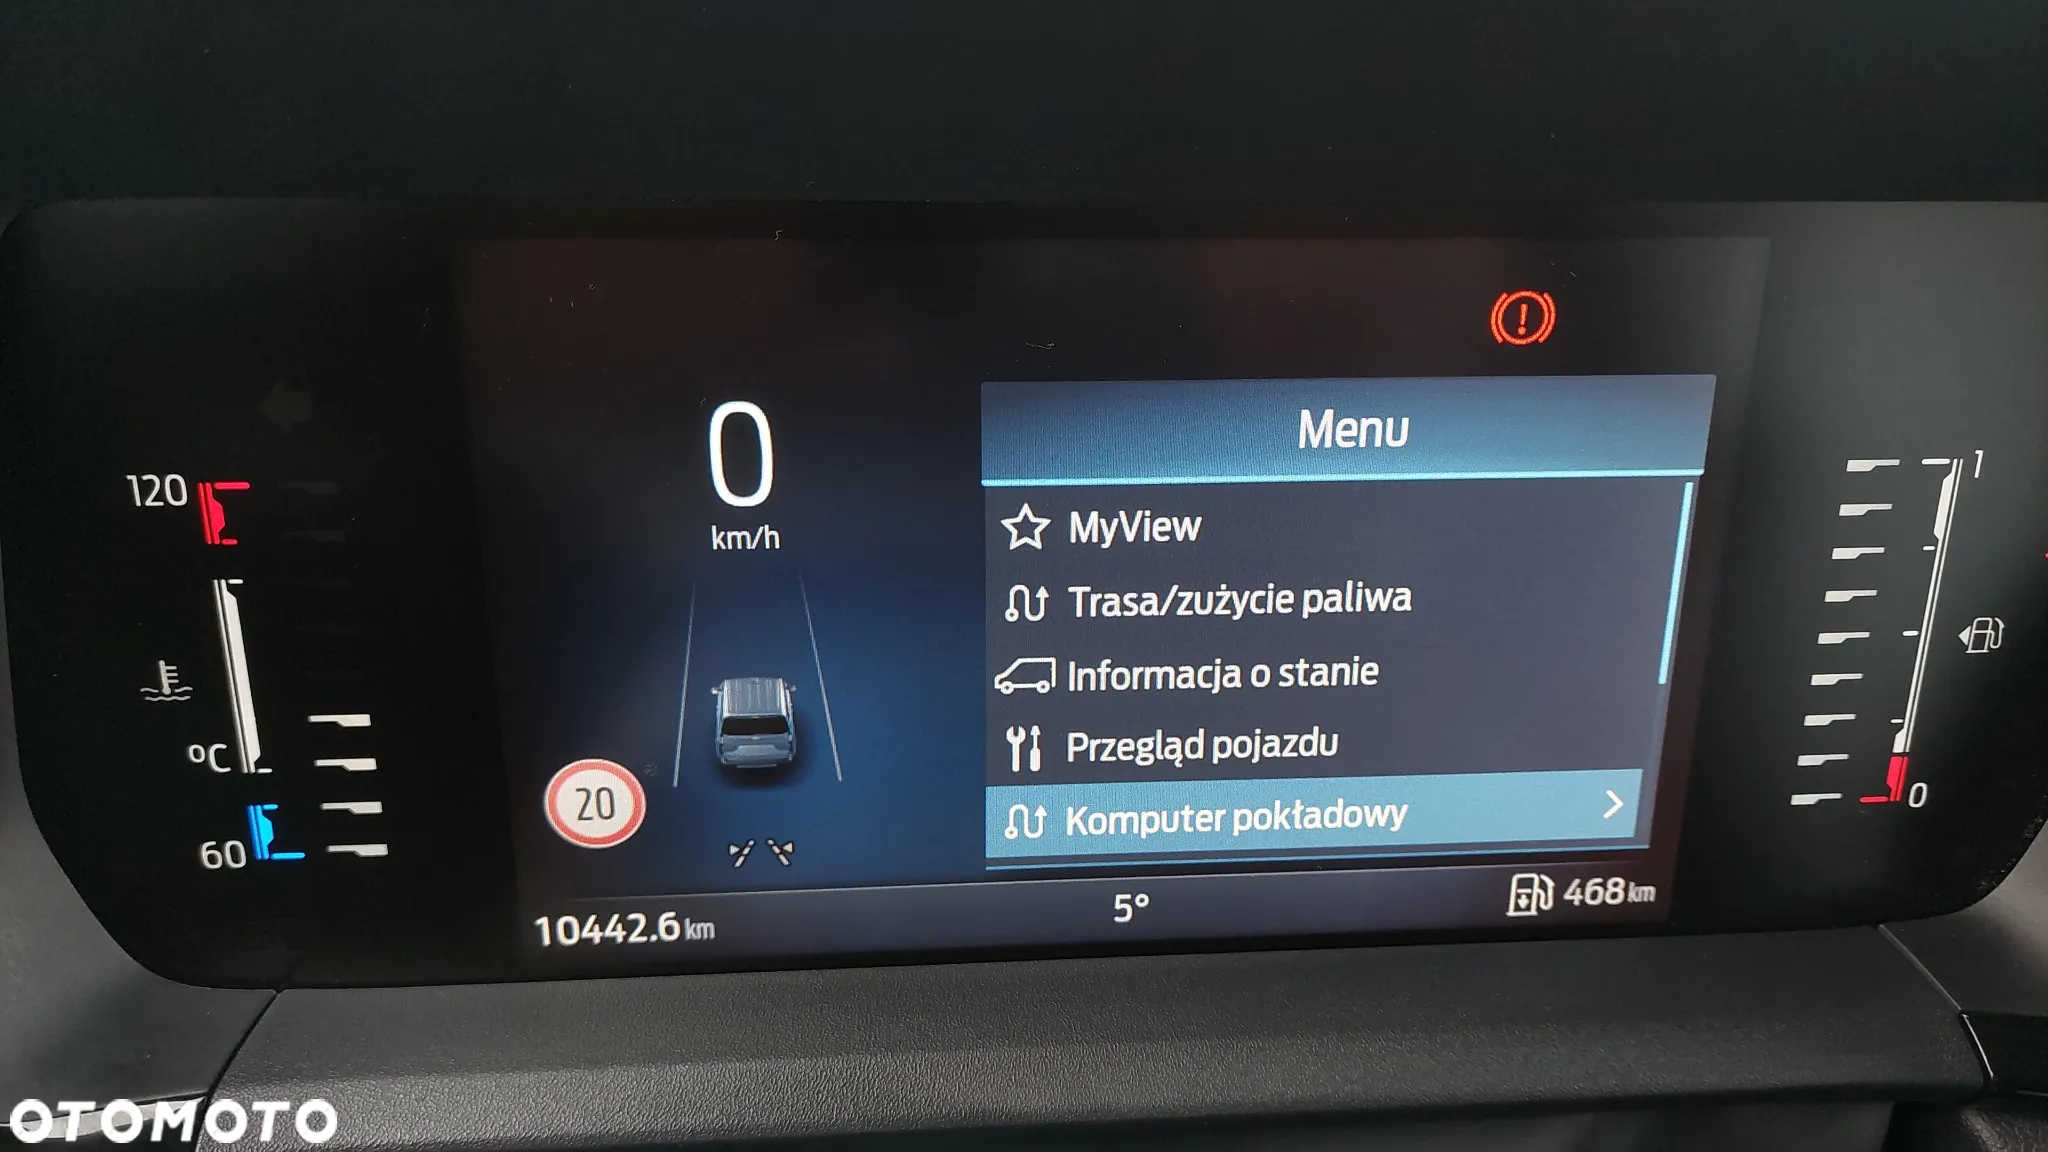 Menu
0
km/h
120
1
MyView
Trasa/zużycie paliwa
Informacja o stanie
Przegląd pojazdu
ºC
20
Komputer pokładowy
0
60
10442.6 km
5°
468 km
OTOMOTO